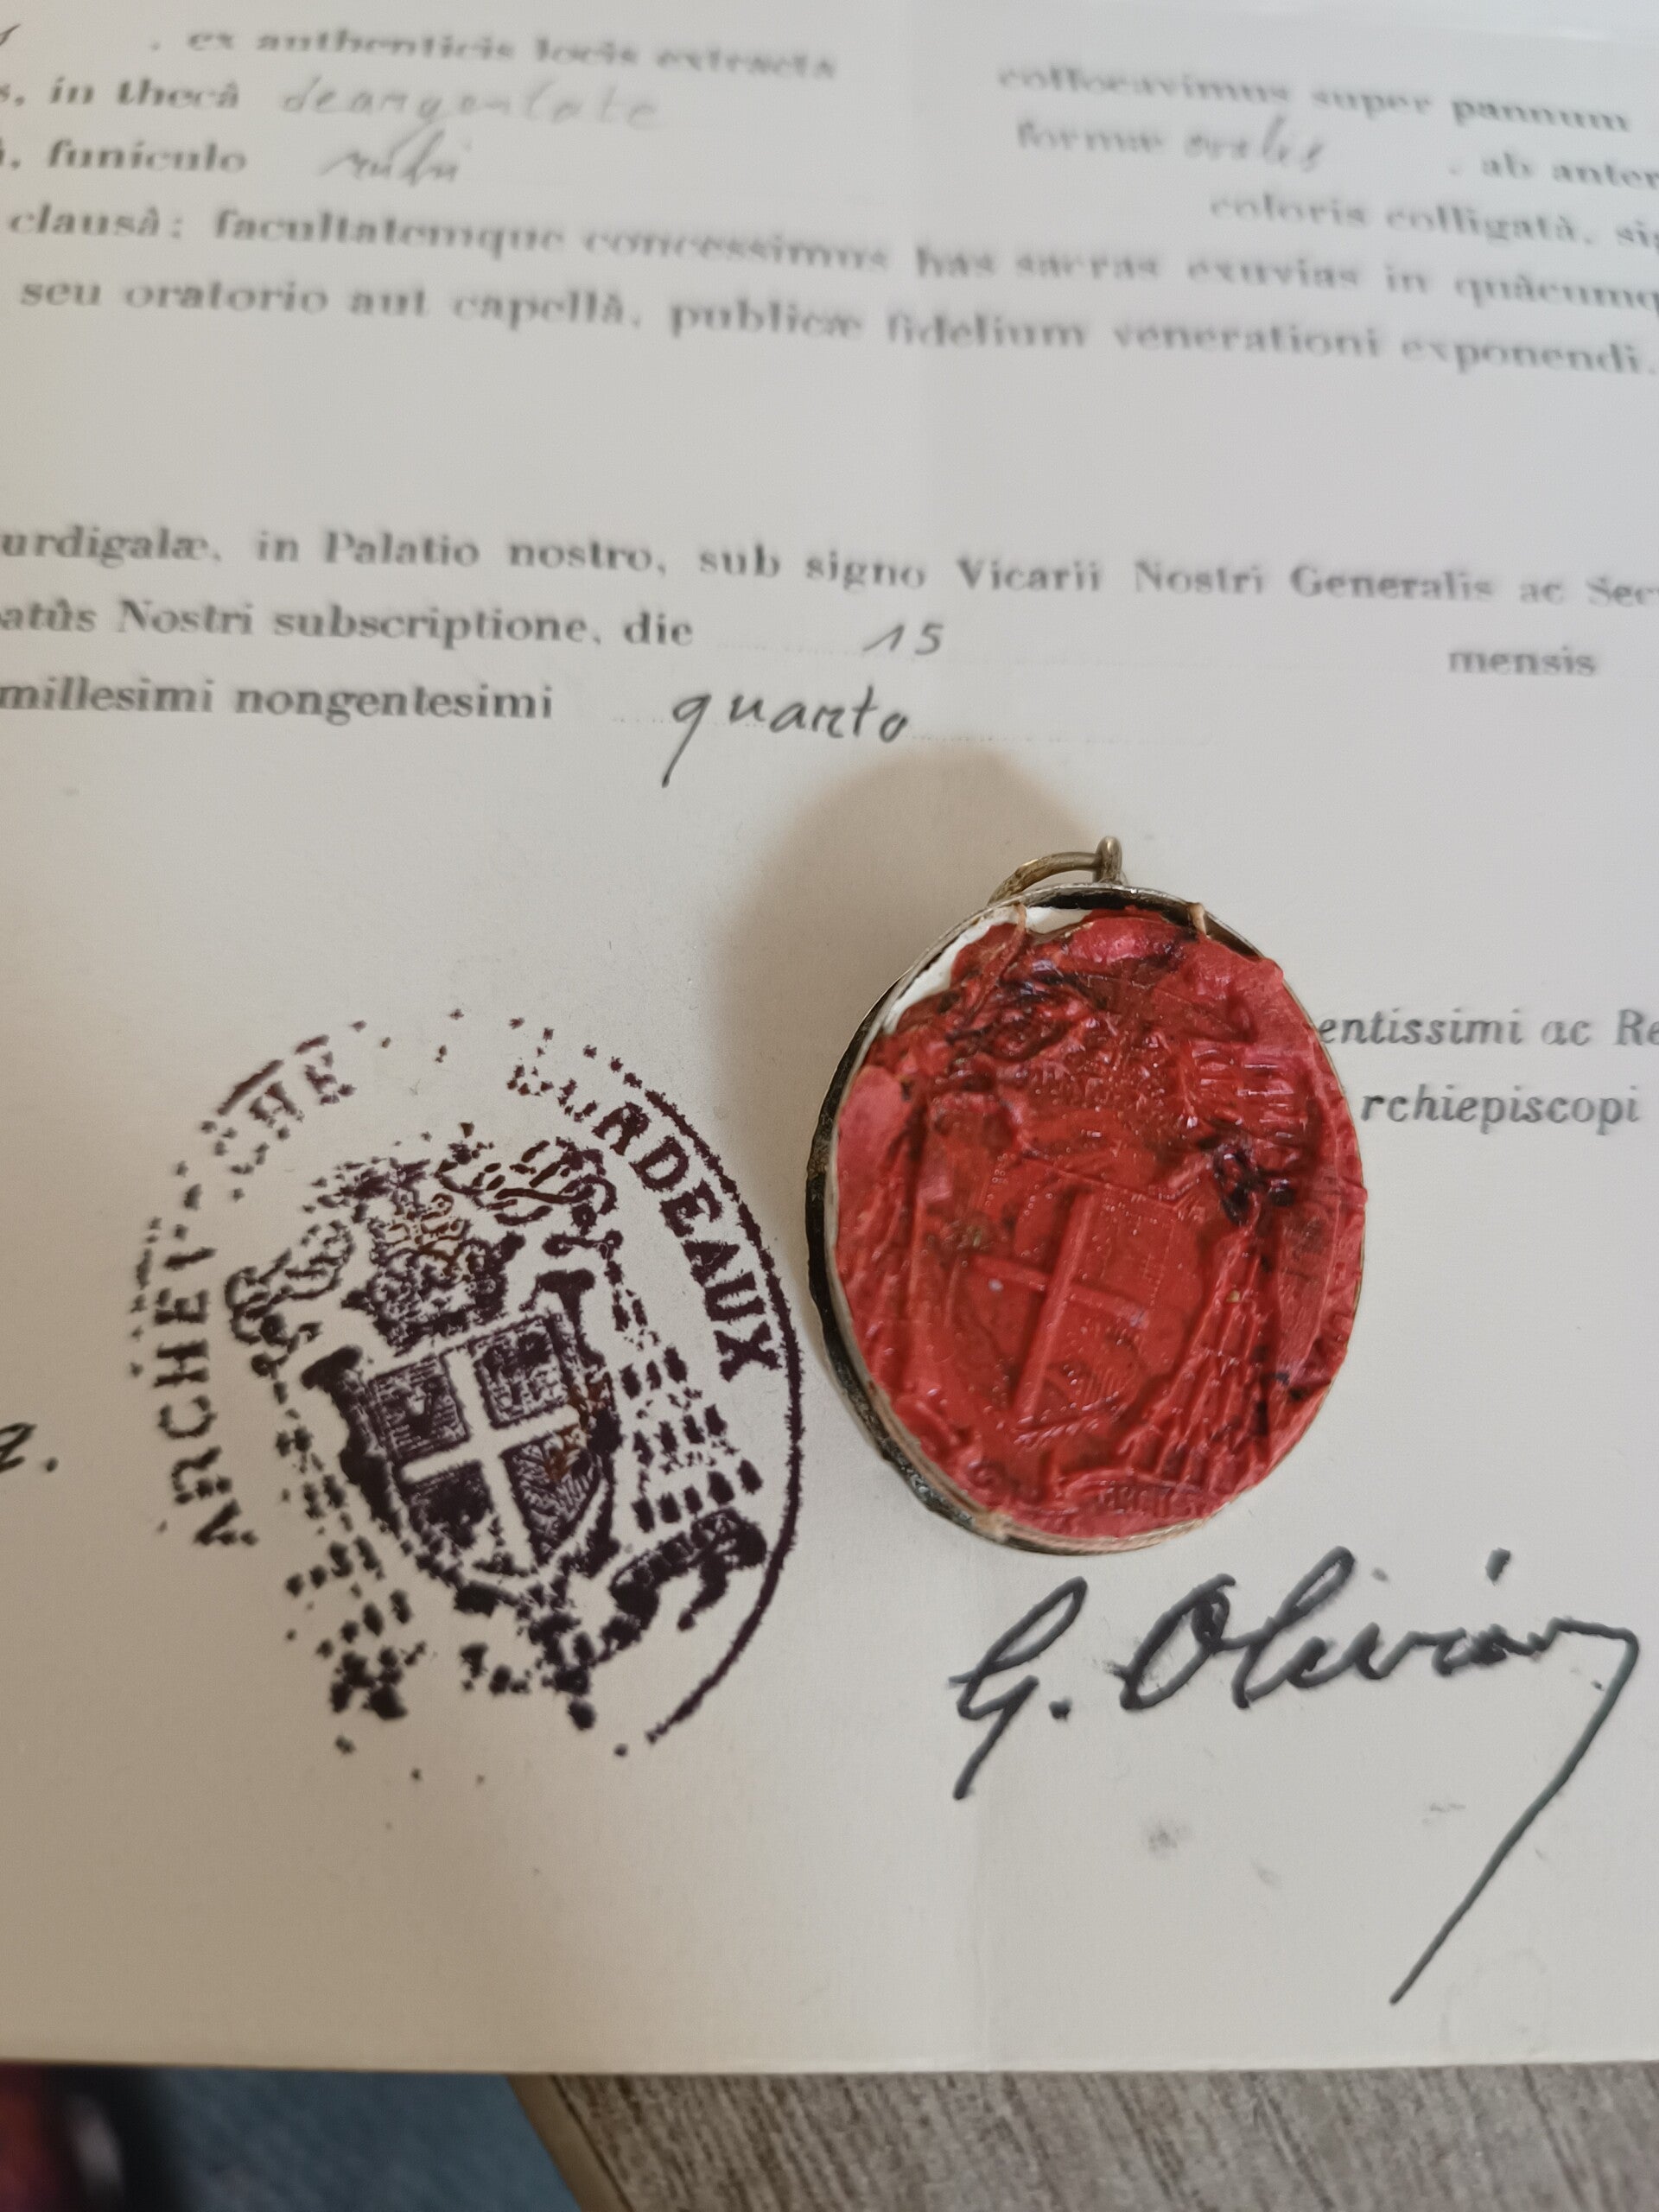 . ex authenticis locis extracta
s, in thecâ deargentate collocavimus super pannum
, funiculo rubri formæ ovalis . ab anter
clausâ; facultatemque concessimus has sacras exuvias in quâcumq
coloris colligatâ, sig
seu oratorio aut capellâ, publicæ fidelium venerationi exponendi.
urdigalæ, in Palatio nostro, sub signo Vicarii Nostri Generalis ac Sec
atûs Nostri subscriptione, die 15 mensis
millesimi nongentesimi quarto
entissimi ac Re
rchiepiscopi
ARCHEVÊCHÉ BORDEAUX
G. Olivier